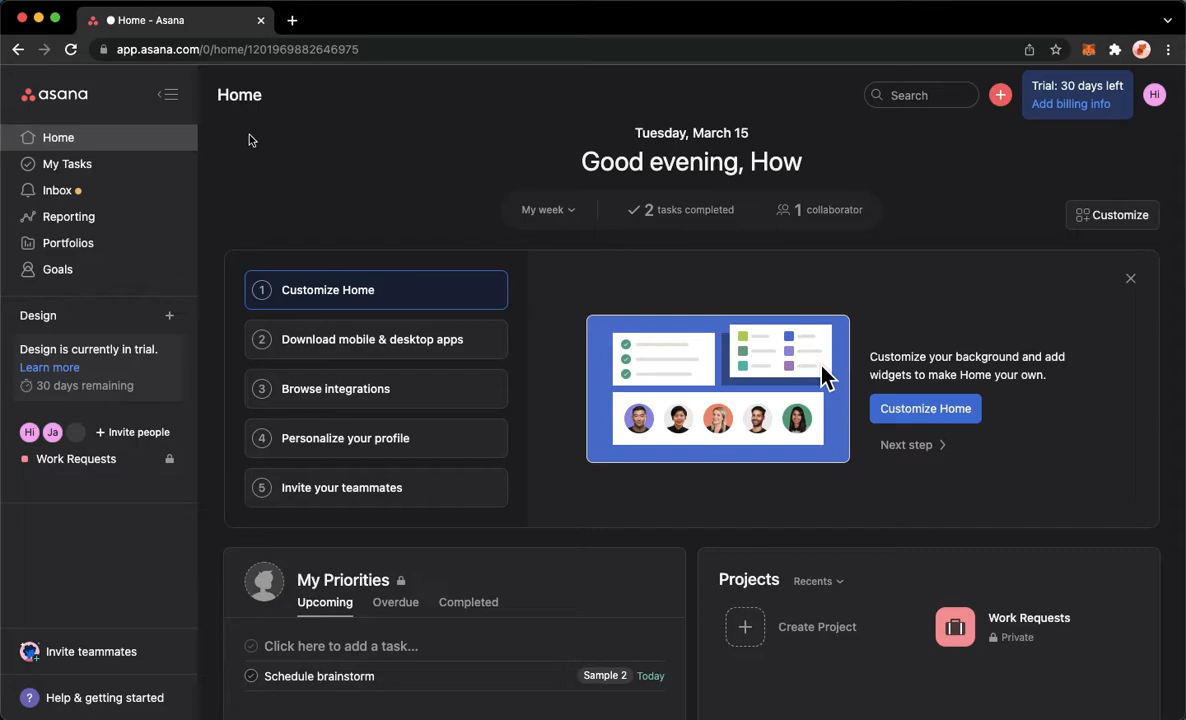 Home - Asana
app.asana.com/0/home/1201969882646975
asana
Home
Search
Trial: 30 days left
Add billing info
Hi
Home
My Tasks
Inbox
Reporting
Portfolios
Goals
Design
Design is currently in trial.
Learn more
30 days remaining
Hi Ja + Invite people
Work Requests
Invite teammates
? Help & getting started
Tuesday, March 15
Good evening, How
My week
2 tasks completed
1 collaborator
Customize
1 Customize Home
2 Download mobile & desktop apps
3 Browse integrations
4 Personalize your profile
5 Invite your teammates
Customize your background and add
widgets to make Home your own.
Customize Home
Next step
My Priorities
Upcoming Overdue Completed
Click here to add a task...
Schedule brainstorm Sample 2 Today
Projects Recents
Create Project
Work Requests
Private